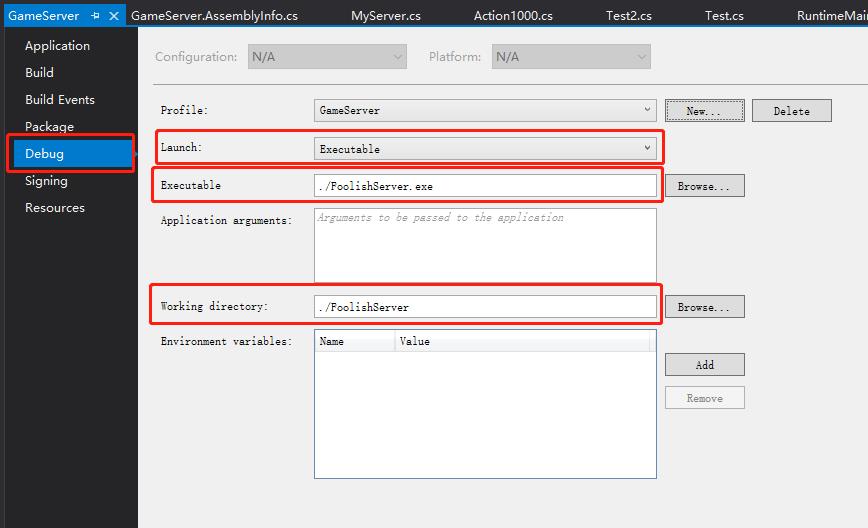 GameServer GameServer.AssemblyInfo.cs MyServer.cs Action1000.cs Test2.cs Test.cs RuntimeMai
Application
Build
Build Events
Package
Debug
Signing
Resources
Configuration: N/A Platform: N/A
Profile: GameServer New... Delete
Launch: Executable
Executable ./FoolishServer.exe Browse...
Application arguments: Arguments to be passed to the application
Working directory: ./FoolishServer Browse...
Environment variables: Name Value
Add
Remove